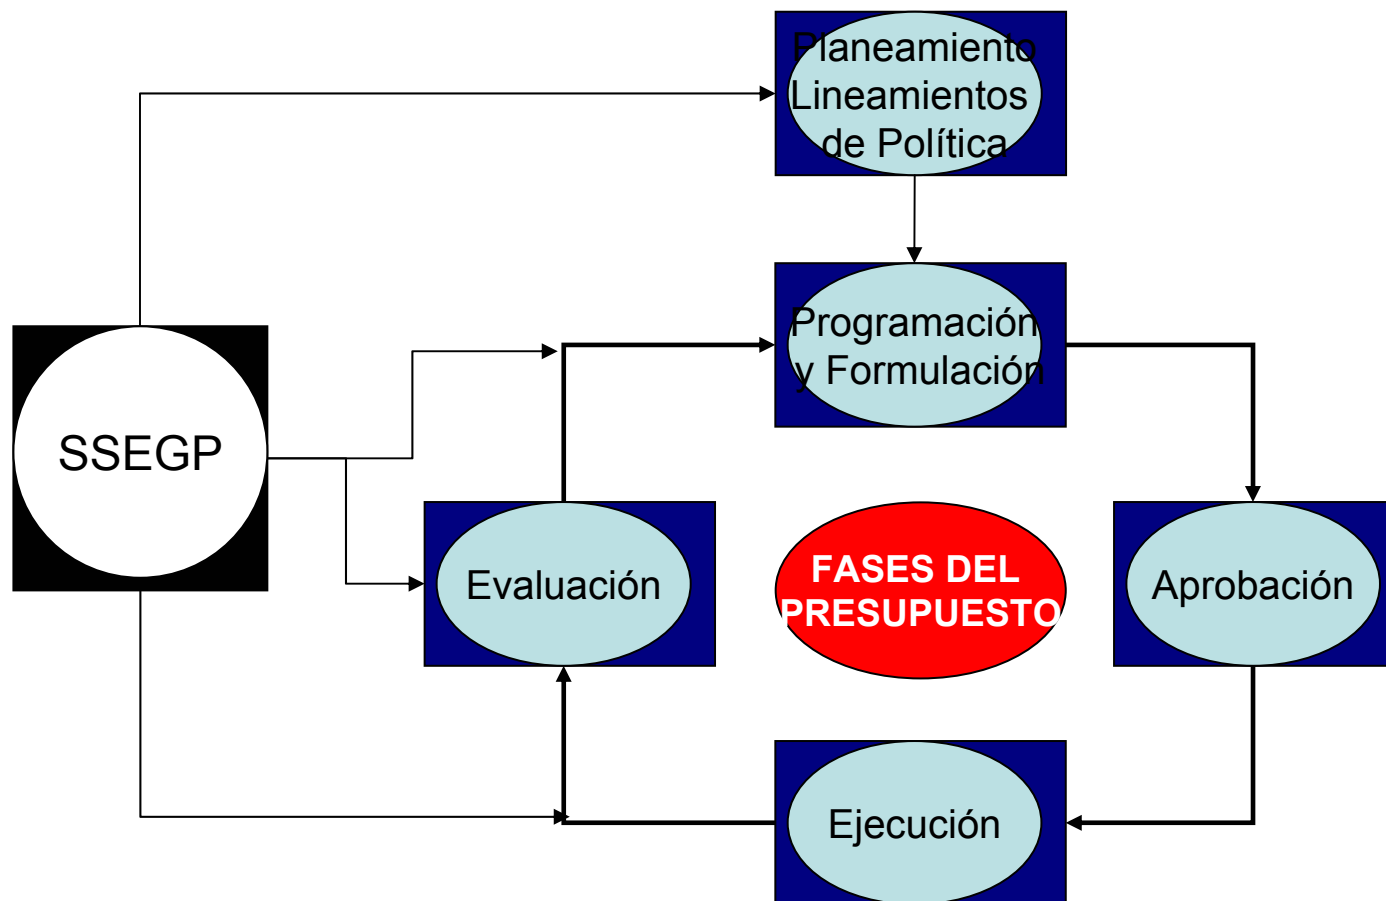 Planeamiento
Lineamientos
de Política
Programación
y Formulación
SSEGP
Evaluación
FASES DEL
PRESUPUESTO
Aprobación
Ejecución